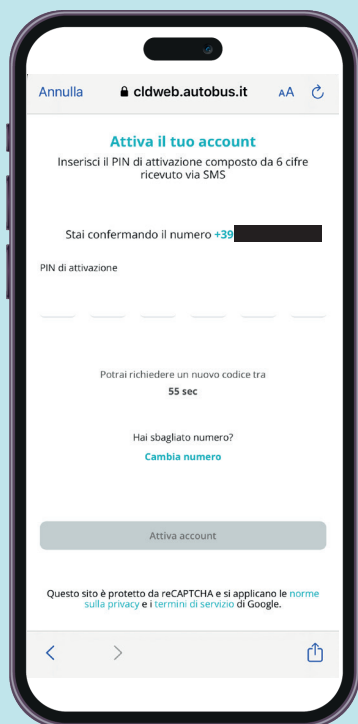 Annulla cldweb.autobus.it AA
Attiva il tuo account
Inserisci il PIN di attivazione composto da 6 cifre
ricevuto via SMS
Stai confermando il numero +39
PIN di attivazione
Potrai richiedere un nuovo codice tra
55 sec
Hai sbagliato numero?
Cambia numero
Attiva account
Questo sito è protetto da reCAPTCHA e si applicano le norme
sulla privacy e i termini di servizio di Google.